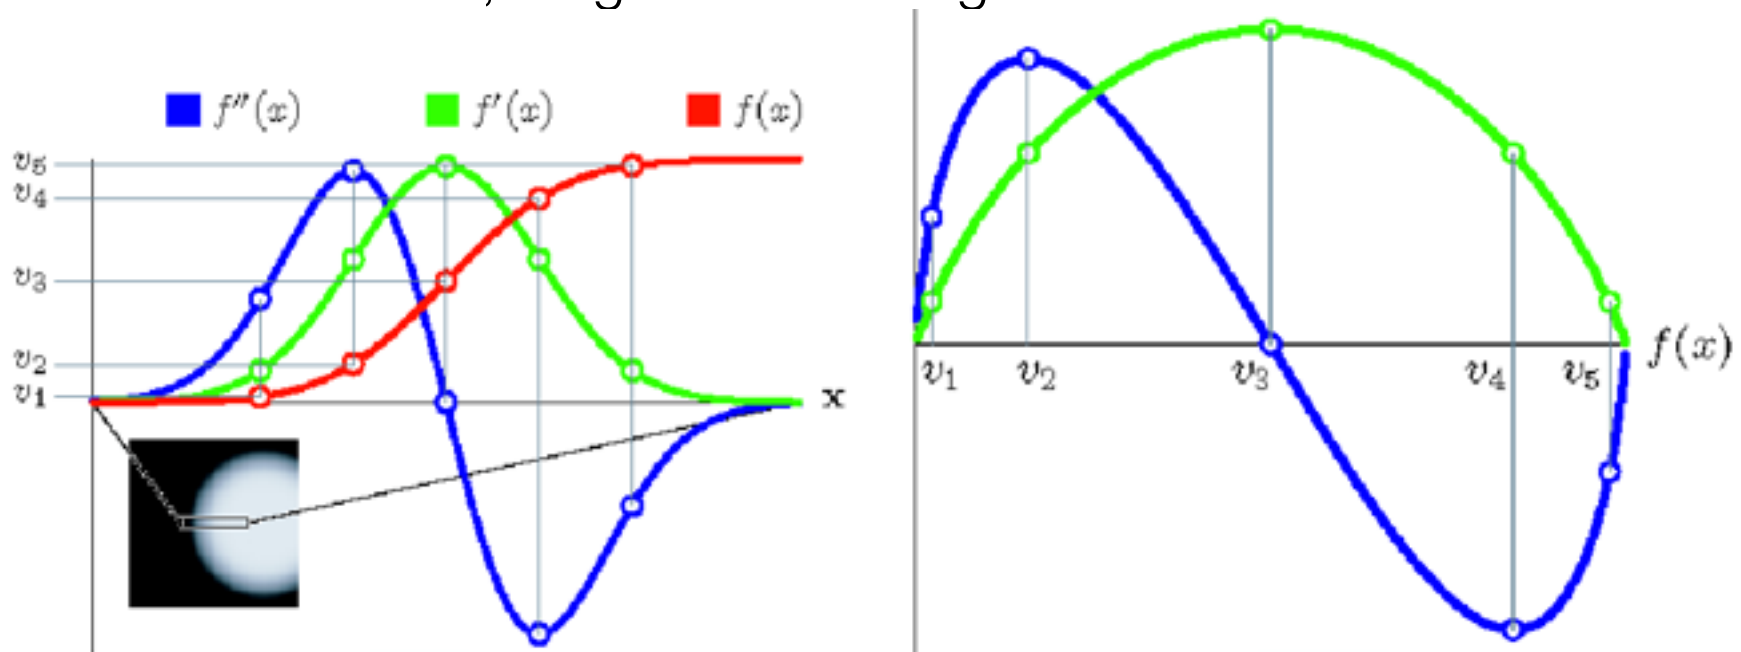 f″(x) f′(x) f(x)
v₅
v₄
v₃
v₂
v₁
x
v₁ v₂ v₃ v₄ v₅ f(x)